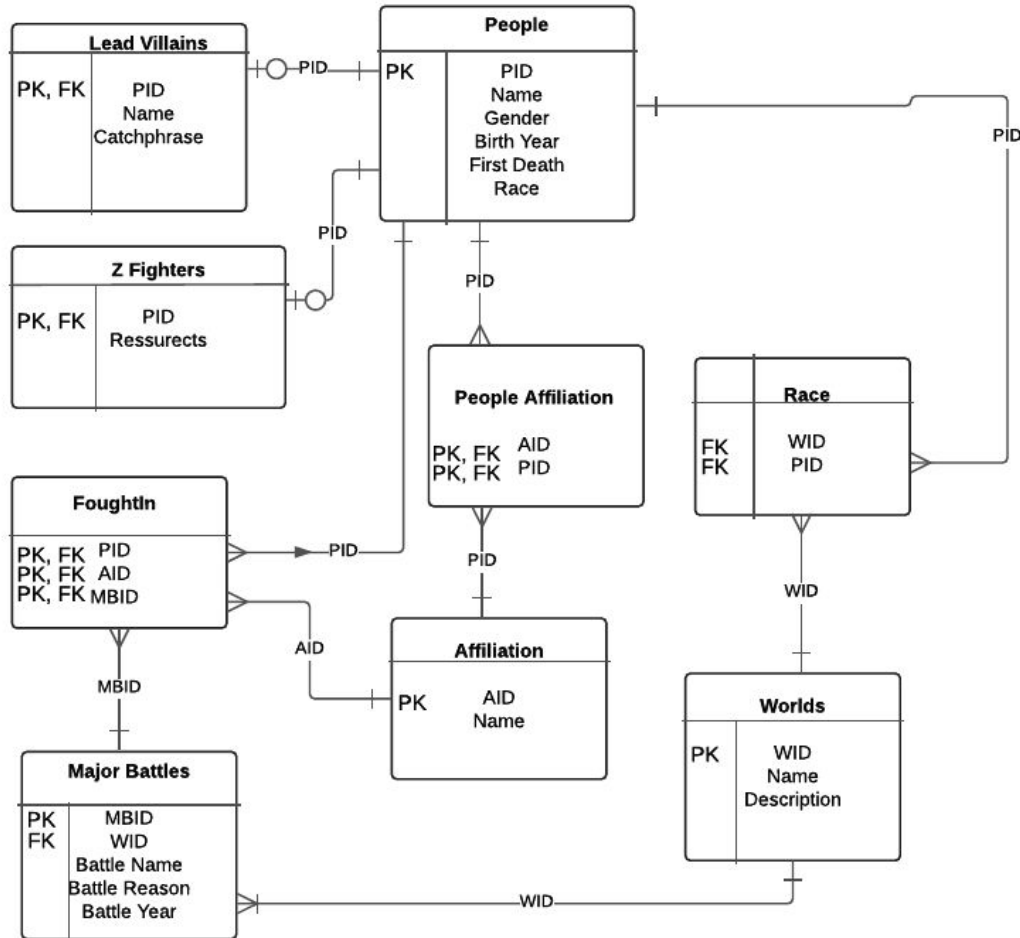 Lead Villains
PK, FK PID
Name
Catchphrase
PID
People
PK PID
Name
Gender
Birth Year
First Death
Race
PID
Z Fighters
PK, FK PID
Ressurects
PID
PID
People Affiliation
PK, FK AID
PK, FK PID
Race
FK WID
FK PID
FoughtIn
PK, FK PID
PK, FK AID
PK, FK MBID
PID
PID
AID
WID
Affiliation
PK AID
Name
MBID
Worlds
PK WID
Name
Description
Major Battles
PK MBID
FK WID
Battle Name
Battle Reason
Battle Year
WID